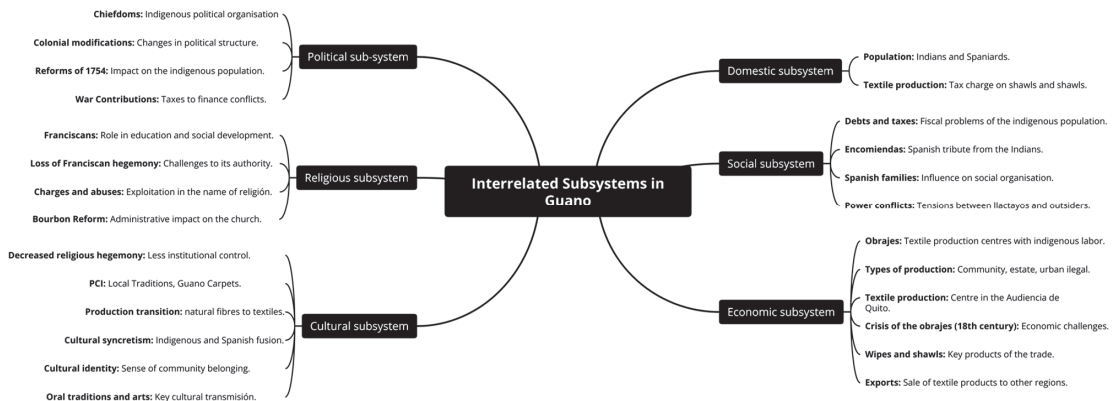 Chiefdoms: Indigenous political organisation
Colonial modifications: Changes in political structure.
Reforms of 1754: Impact on the indigenous population.
War Contributions: Taxes to finance conflicts.
Political sub-system
Franciscans: Role in education and social development.
Loss of Franciscan hegemony: Challenges to its authority.
Charges and abuses: Exploitation in the name of religión.
Bourbon Reform: Administrative impact on the church.
Religious subsystem
Decreased religious hegemony: Less institutional control.
PCI: Local Traditions, Guano Carpets.
Production transition: natural fibres to textiles.
Cultural syncretism: Indigenous and Spanish fusion.
Cultural identity: Sense of community belonging.
Oral traditions and arts: Key cultural transmisión.
Cultural subsystem
Interrelated Subsystems in
Guano
Domestic subsystem
Population: Indians and Spaniards.
Textile production: Tax charge on shawls and shawls.
Social subsystem
Debts and taxes: Fiscal problems of the indigenous population.
Encomiendas: Spanish tribute from the Indians.
Spanish families: Influence on social organisation.
Power conflicts: Tensions between llactayos and outsiders.
Economic subsystem
Obrajes: Textile production centres with indigenous labor.
Types of production: Community, estate, urban ilegal.
Textile production: Centre in the Audiencia de
Quito.
Crisis of the obrajes (18th century): Economic challenges.
Wipes and shawls: Key products of the trade.
Exports: Sale of textile products to other regions.